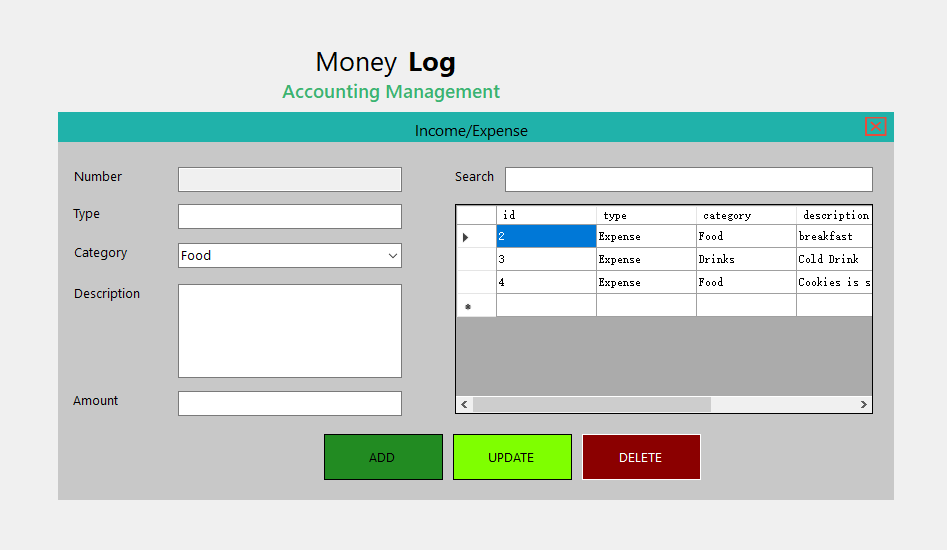 Money Log
Accounting Management
Income/Expense
Number
Type
Category
Food
Description
Amount
Search
id type category description
2 Expense Food breakfast
3 Expense Drinks Cold Drink
4 Expense Food Cookies is s
ADD UPDATE DELETE